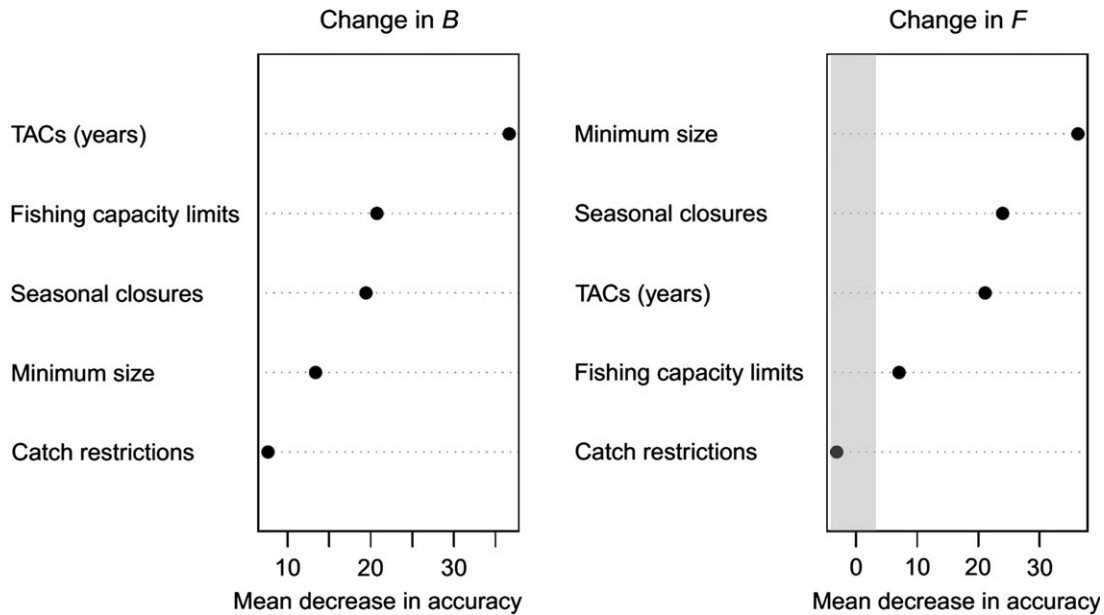 Change in B
TACs (years)
Fishing capacity limits
Seasonal closures
Minimum size
Catch restrictions
10 20 30
Mean decrease in accuracy
Change in F
Minimum size
Seasonal closures
TACs (years)
Fishing capacity limits
Catch restrictions
0 10 20 30
Mean decrease in accuracy